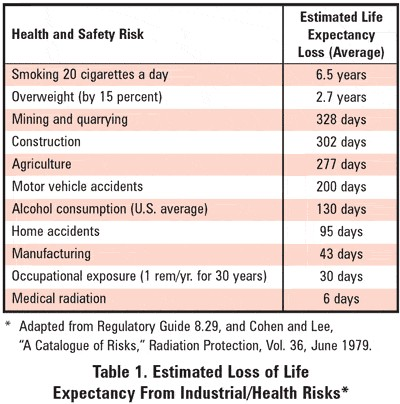 Health and Safety Risk
Estimated Life
Expectancy
Loss (Average)
Smoking 20 cigarettes a day 6.5 years
Overweight (by 15 percent) 2.7 years
Mining and quarrying 328 days
Construction 302 days
Agriculture 277 days
Motor vehicle accidents 200 days
Alcohol consumption (U.S. average) 130 days
Home accidents 95 days
Manufacturing 43 days
Occupational exposure (1 rem/yr. for 30 years) 30 days
Medical radiation 6 days
* Adapted from Regulatory Guide 8.29, and Cohen and Lee,
"A Catalogue of Risks," Radiation Protection, Vol. 36, June 1979.
Table 1. Estimated Loss of Life
Expectancy From Industrial/Health Risks*